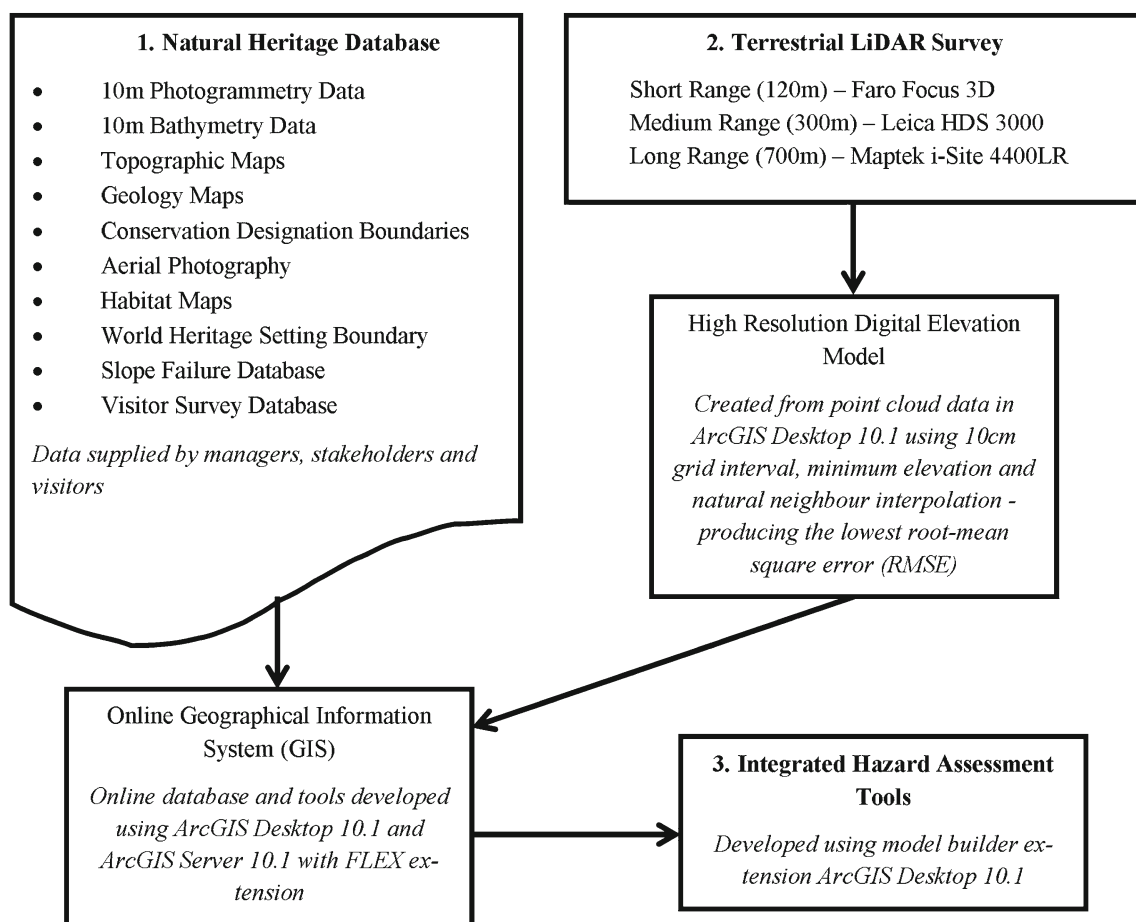 1. Natural Heritage Database
• 10m Photogrammetry Data
• 10m Bathymetry Data
• Topographic Maps
• Geology Maps
• Conservation Designation Boundaries
• Aerial Photography
• Habitat Maps
• World Heritage Setting Boundary
• Slope Failure Database
• Visitor Survey Database
Data supplied by managers, stakeholders and
visitors
2. Terrestrial LiDAR Survey
Short Range (120m) – Faro Focus 3D
Medium Range (300m) – Leica HDS 3000
Long Range (700m) – Maptek i-Site 4400LR
High Resolution Digital Elevation
Model
Created from point cloud data in
ArcGIS Desktop 10.1 using 10cm
grid interval, minimum elevation and
natural neighbour interpolation -
producing the lowest root-mean
square error (RMSE)
Online Geographical Information
System (GIS)
Online database and tools developed
using ArcGIS Desktop 10.1 and
ArcGIS Server 10.1 with FLEX ex-
tension
3. Integrated Hazard Assessment
Tools
Developed using model builder ex-
tension ArcGIS Desktop 10.1